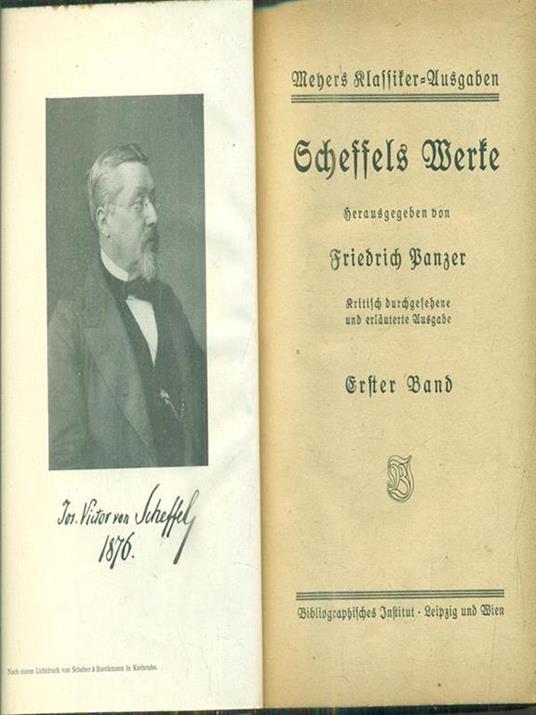 Jos. Victor von Scheffel
1876.
Nach einem Lichtdruck von Schober & Baeckmann in Karlsruhe.
Meyers Klassiker-Ausgaben
Scheffels Werke
Herausgegeben von
Friedrich Panzer
Kritisch durchgesehene
und erläuterte Ausgabe
Erster Band
Bibliographisches Institut · Leipzig und Wien